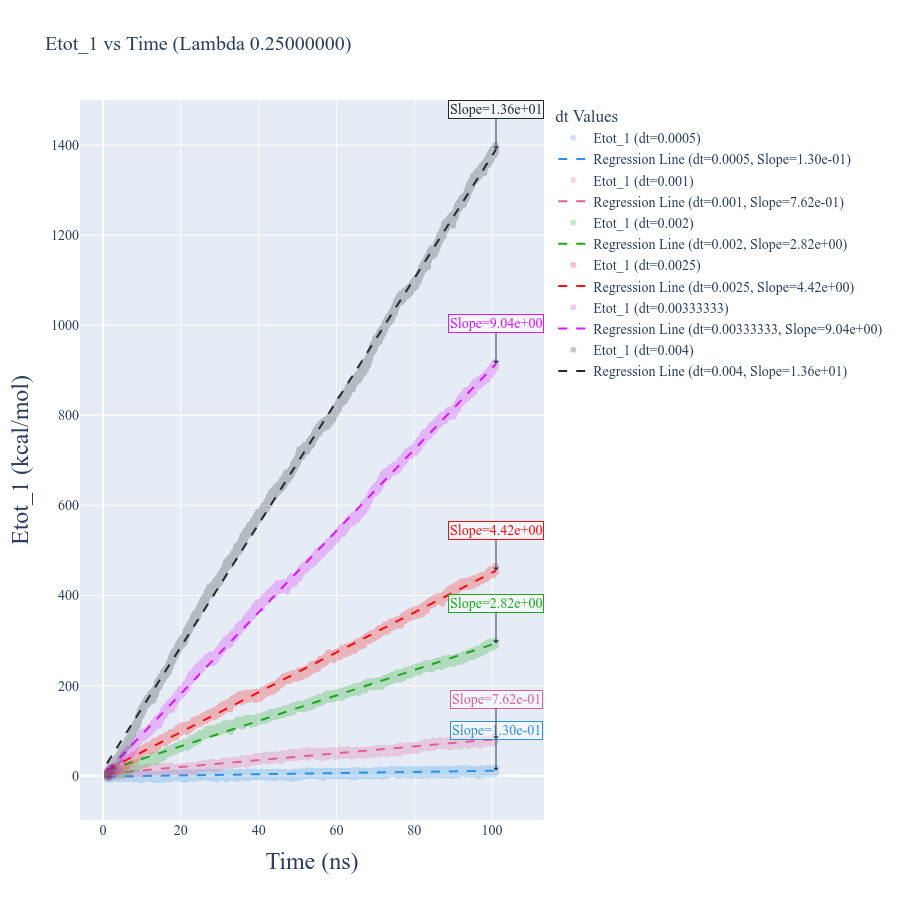 Etot_1 vs Time (Lambda 0.25000000)
Slope=1.36e+01
Slope=9.04e+00
Slope=4.42e+00
Slope=2.82e+00
Slope=7.62e-01
Slope=1.30e-01
1400
1200
1000
800
600
400
200
0
0 20 40 60 80 100
Time (ns)
Etot_1 (kcal/mol)
dt Values
Etot_1 (dt=0.0005)
Regression Line (dt=0.0005, Slope=1.30e-01)
Etot_1 (dt=0.001)
Regression Line (dt=0.001, Slope=7.62e-01)
Etot_1 (dt=0.002)
Regression Line (dt=0.002, Slope=2.82e+00)
Etot_1 (dt=0.0025)
Regression Line (dt=0.0025, Slope=4.42e+00)
Etot_1 (dt=0.00333333)
Regression Line (dt=0.00333333, Slope=9.04e+00)
Etot_1 (dt=0.004)
Regression Line (dt=0.004, Slope=1.36e+01)